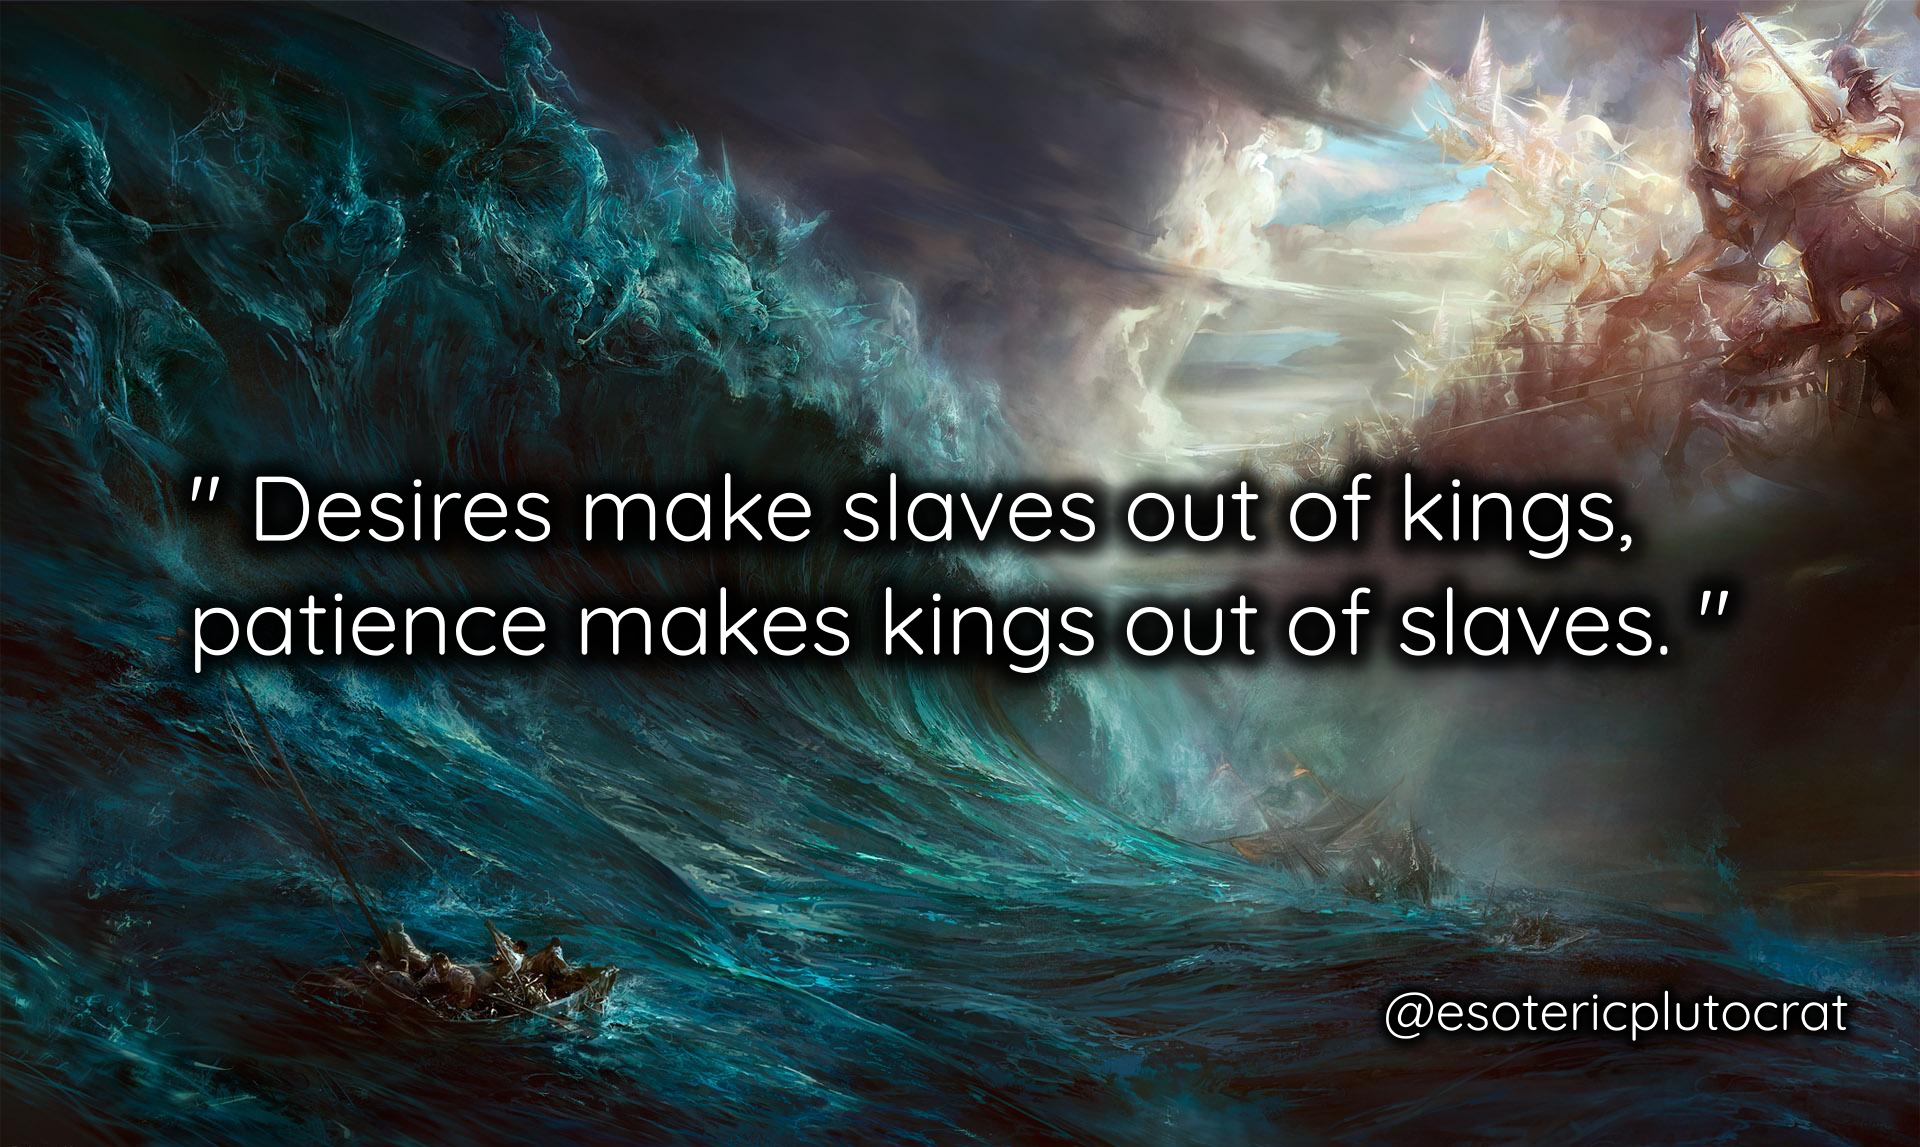 " Desires make slaves out of kings,
patience makes kings out of slaves. "
@esotericplutocrat